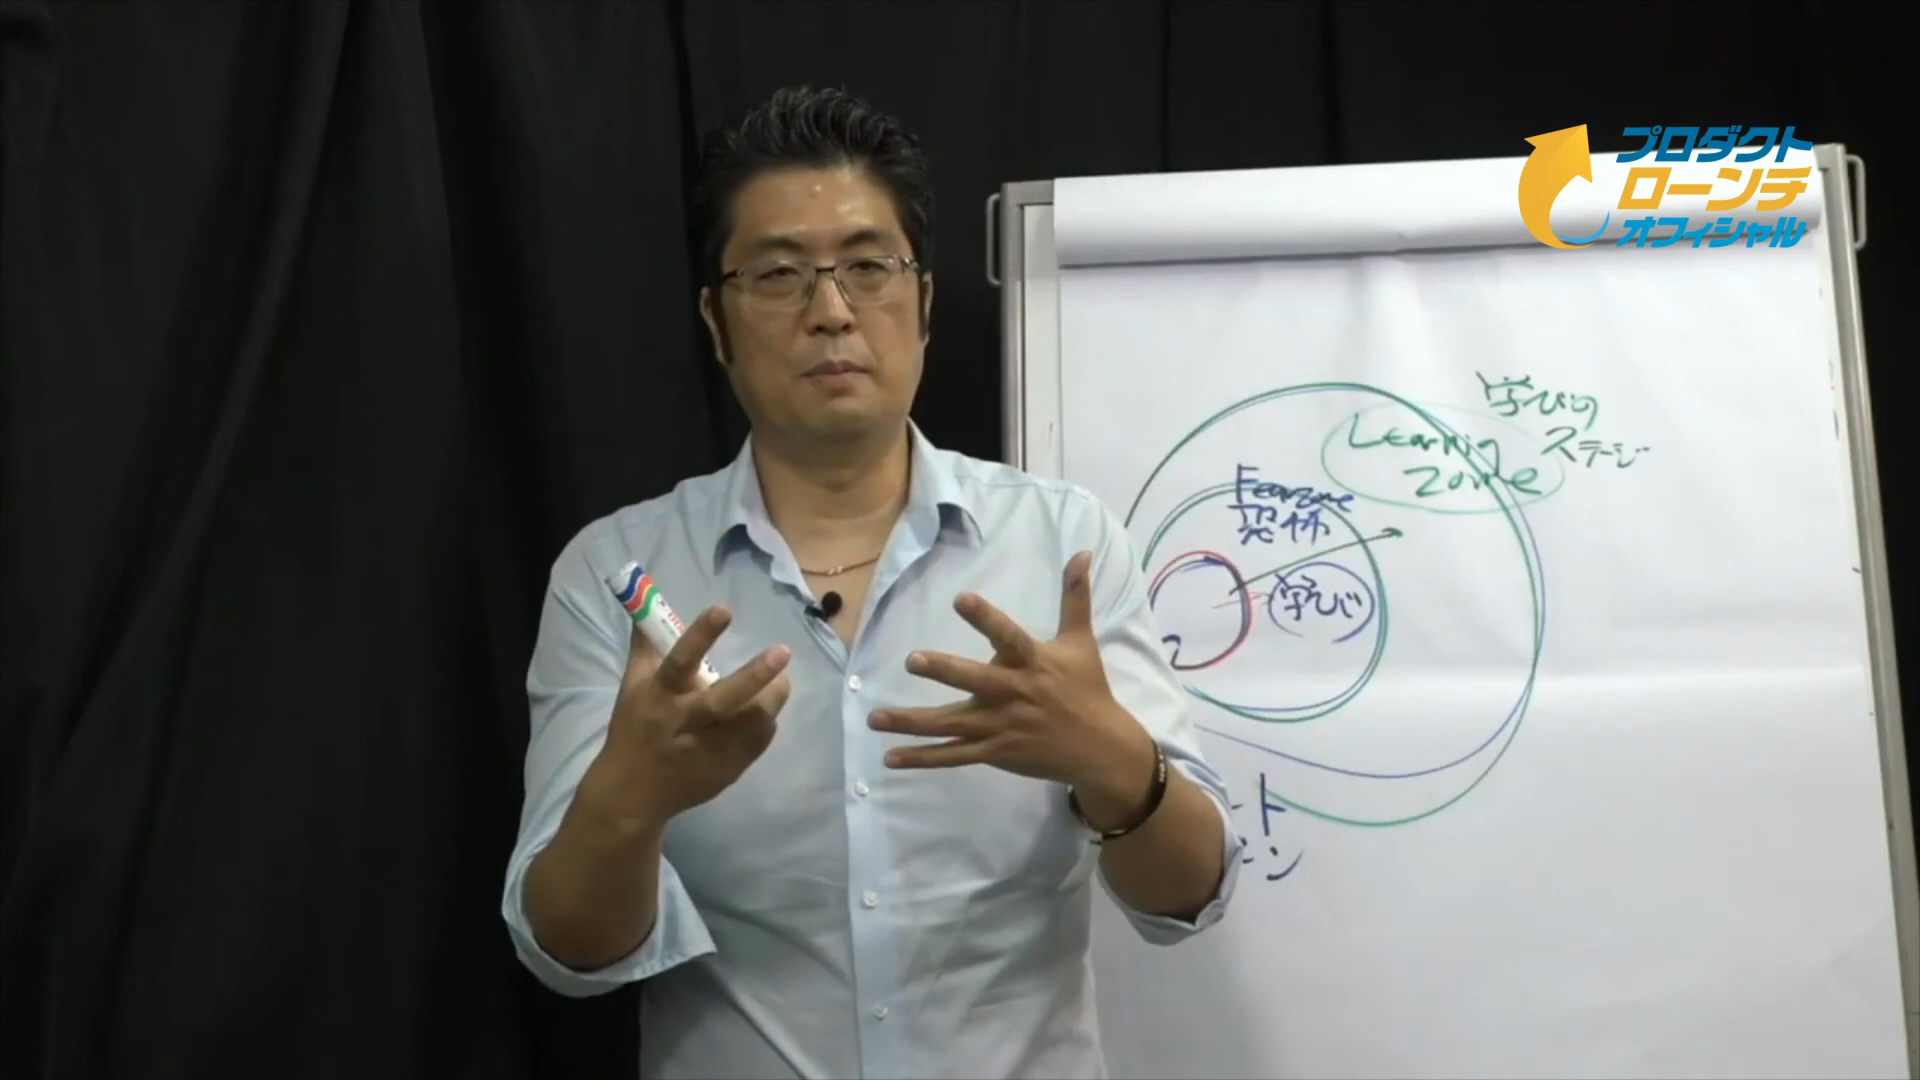 プロダクト
ローンチ
オフィシャル
学びの
ステージ
Learning
Zone
Fearzone
恐怖
学び